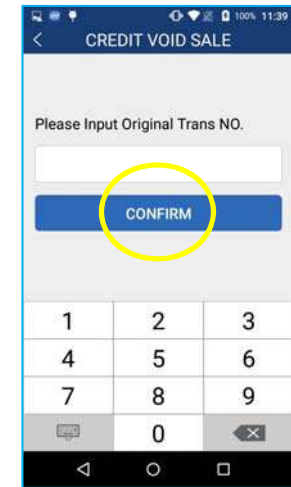 100% 11:39
< CREDIT VOID SALE
Please Input Original Trans NO.
CONFIRM
1 2 3
4 5 6
7 8 9
0